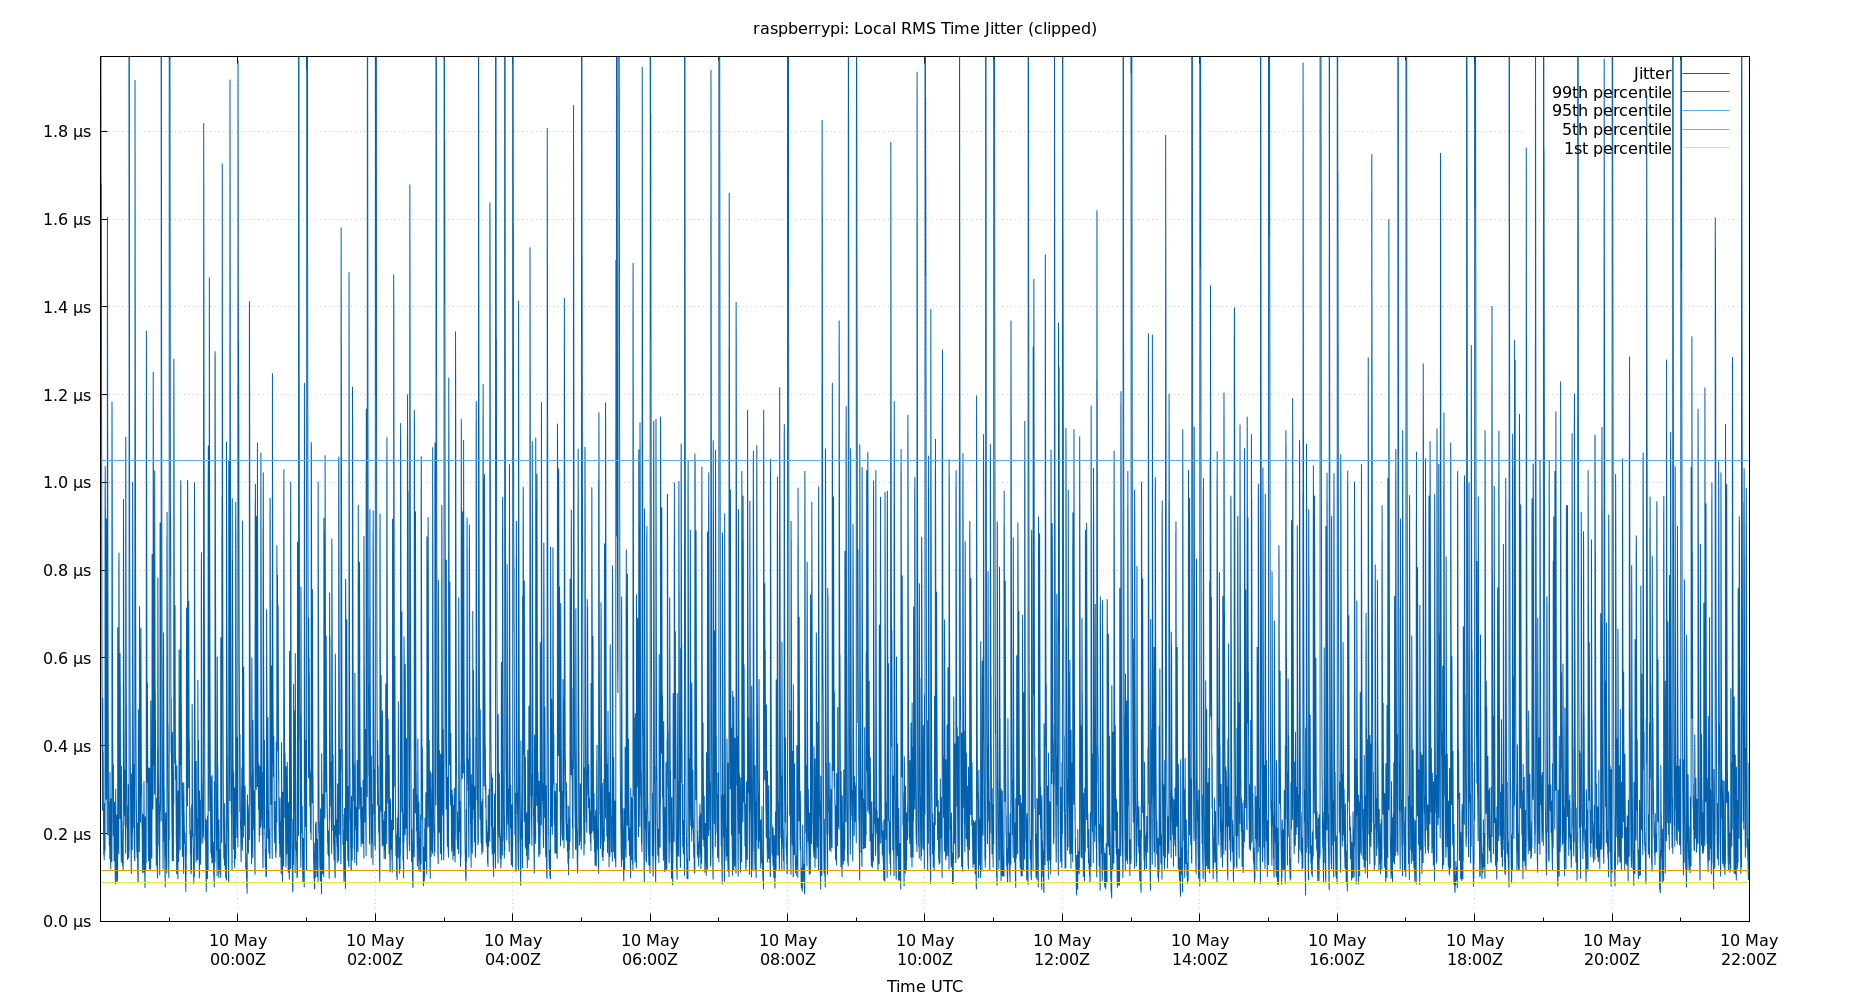 raspberrypi: Local RMS Time Jitter (clipped)
Jitter
99th percentile
95th percentile
5th percentile
1st percentile
1.8 µs
1.6 µs
1.4 µs
1.2 µs
1.0 µs
0.8 µs
0.6 µs
0.4 µs
0.2 µs
0.0 µs
10 May 10 May 10 May 10 May 10 May 10 May 10 May 10 May 10 May 10 May 10 May 10 May
00:00Z 02:00Z 04:00Z 06:00Z 08:00Z 10:00Z 12:00Z 14:00Z 16:00Z 18:00Z 20:00Z 22:00Z
Time UTC